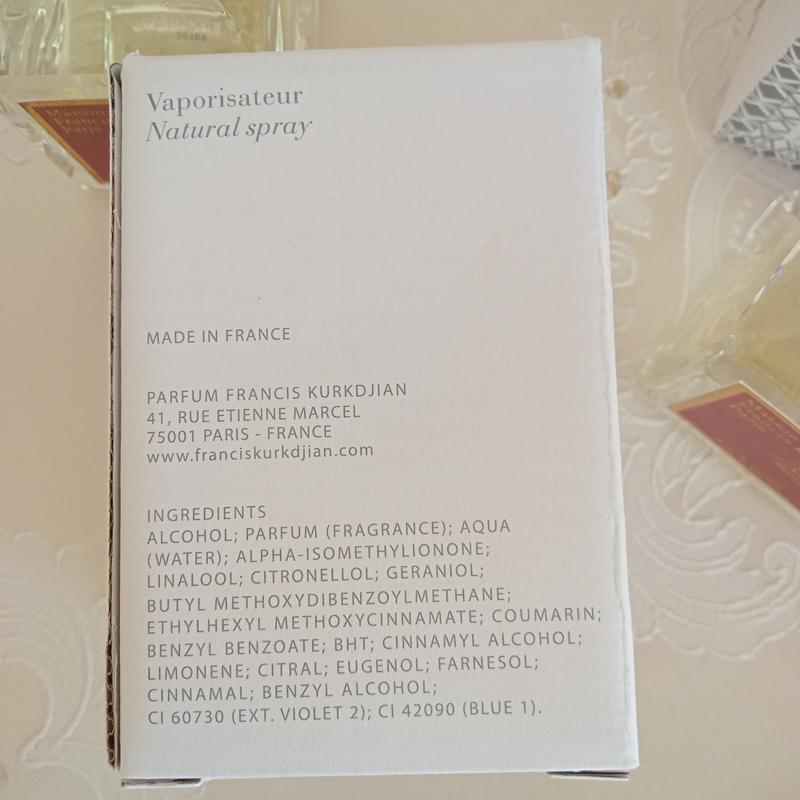 Vaporisateur
Natural spray
MADE IN FRANCE
PARFUM FRANCIS KURKDJIAN
41, RUE ETIENNE MARCEL
75001 PARIS - FRANCE
www.franciskurkdjian.com
INGREDIENTS
ALCOHOL; PARFUM (FRAGRANCE); AQUA
(WATER); ALPHA-ISOMETHYLIONONE;
LINALOOL; CITRONELLOL; GERANIOL;
BUTYL METHOXYDIBENZOYLMETHANE;
ETHYLHEXYL METHOXYCINNAMATE; COUMARIN;
BENZYL BENZOATE; BHT; CINNAMYL ALCOHOL;
LIMONENE; CITRAL; EUGENOL; FARNESOL;
CINNAMAL; BENZYL ALCOHOL;
CI 60730 (EXT. VIOLET 2); CI 42090 (BLUE 1).
Maison
Paris